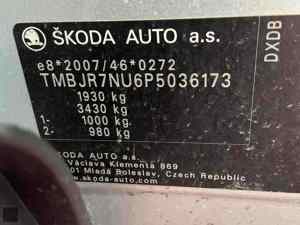 ŠKODA AUTO a.s.
e8*2007/46*0272
TMBJR7NU6P5036173
1930 kg
3430 kg
1- 1000 kg
2- 980 kg
DXDB
ŠKODA AUTO a.s.
Václava Klementa 869
01 Mladá Boleslav, Czech Republic
www.skoda-auto.com